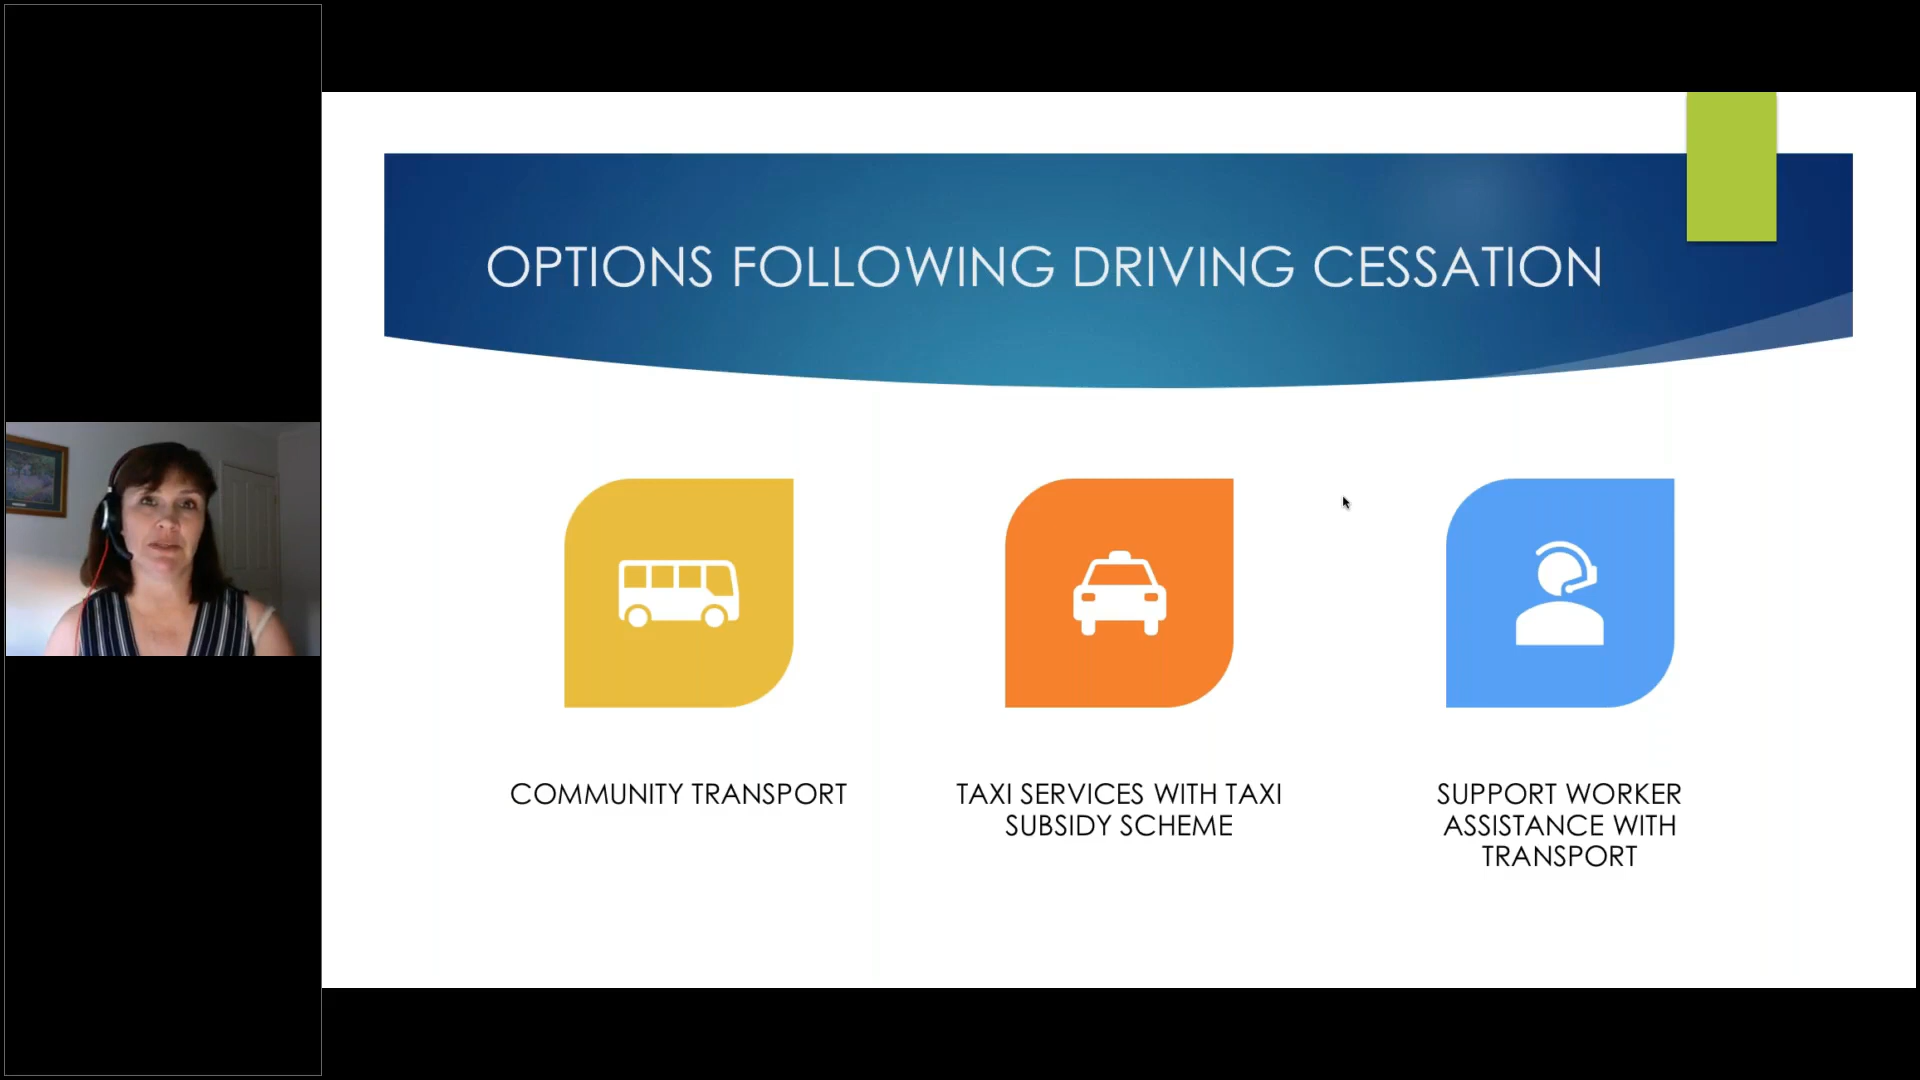 OPTIONS FOLLOWING DRIVING CESSATION
COMMUNITY TRANSPORT
TAXI SERVICES WITH TAXI
SUBSIDY SCHEME
SUPPORT WORKER
ASSISTANCE WITH
TRANSPORT